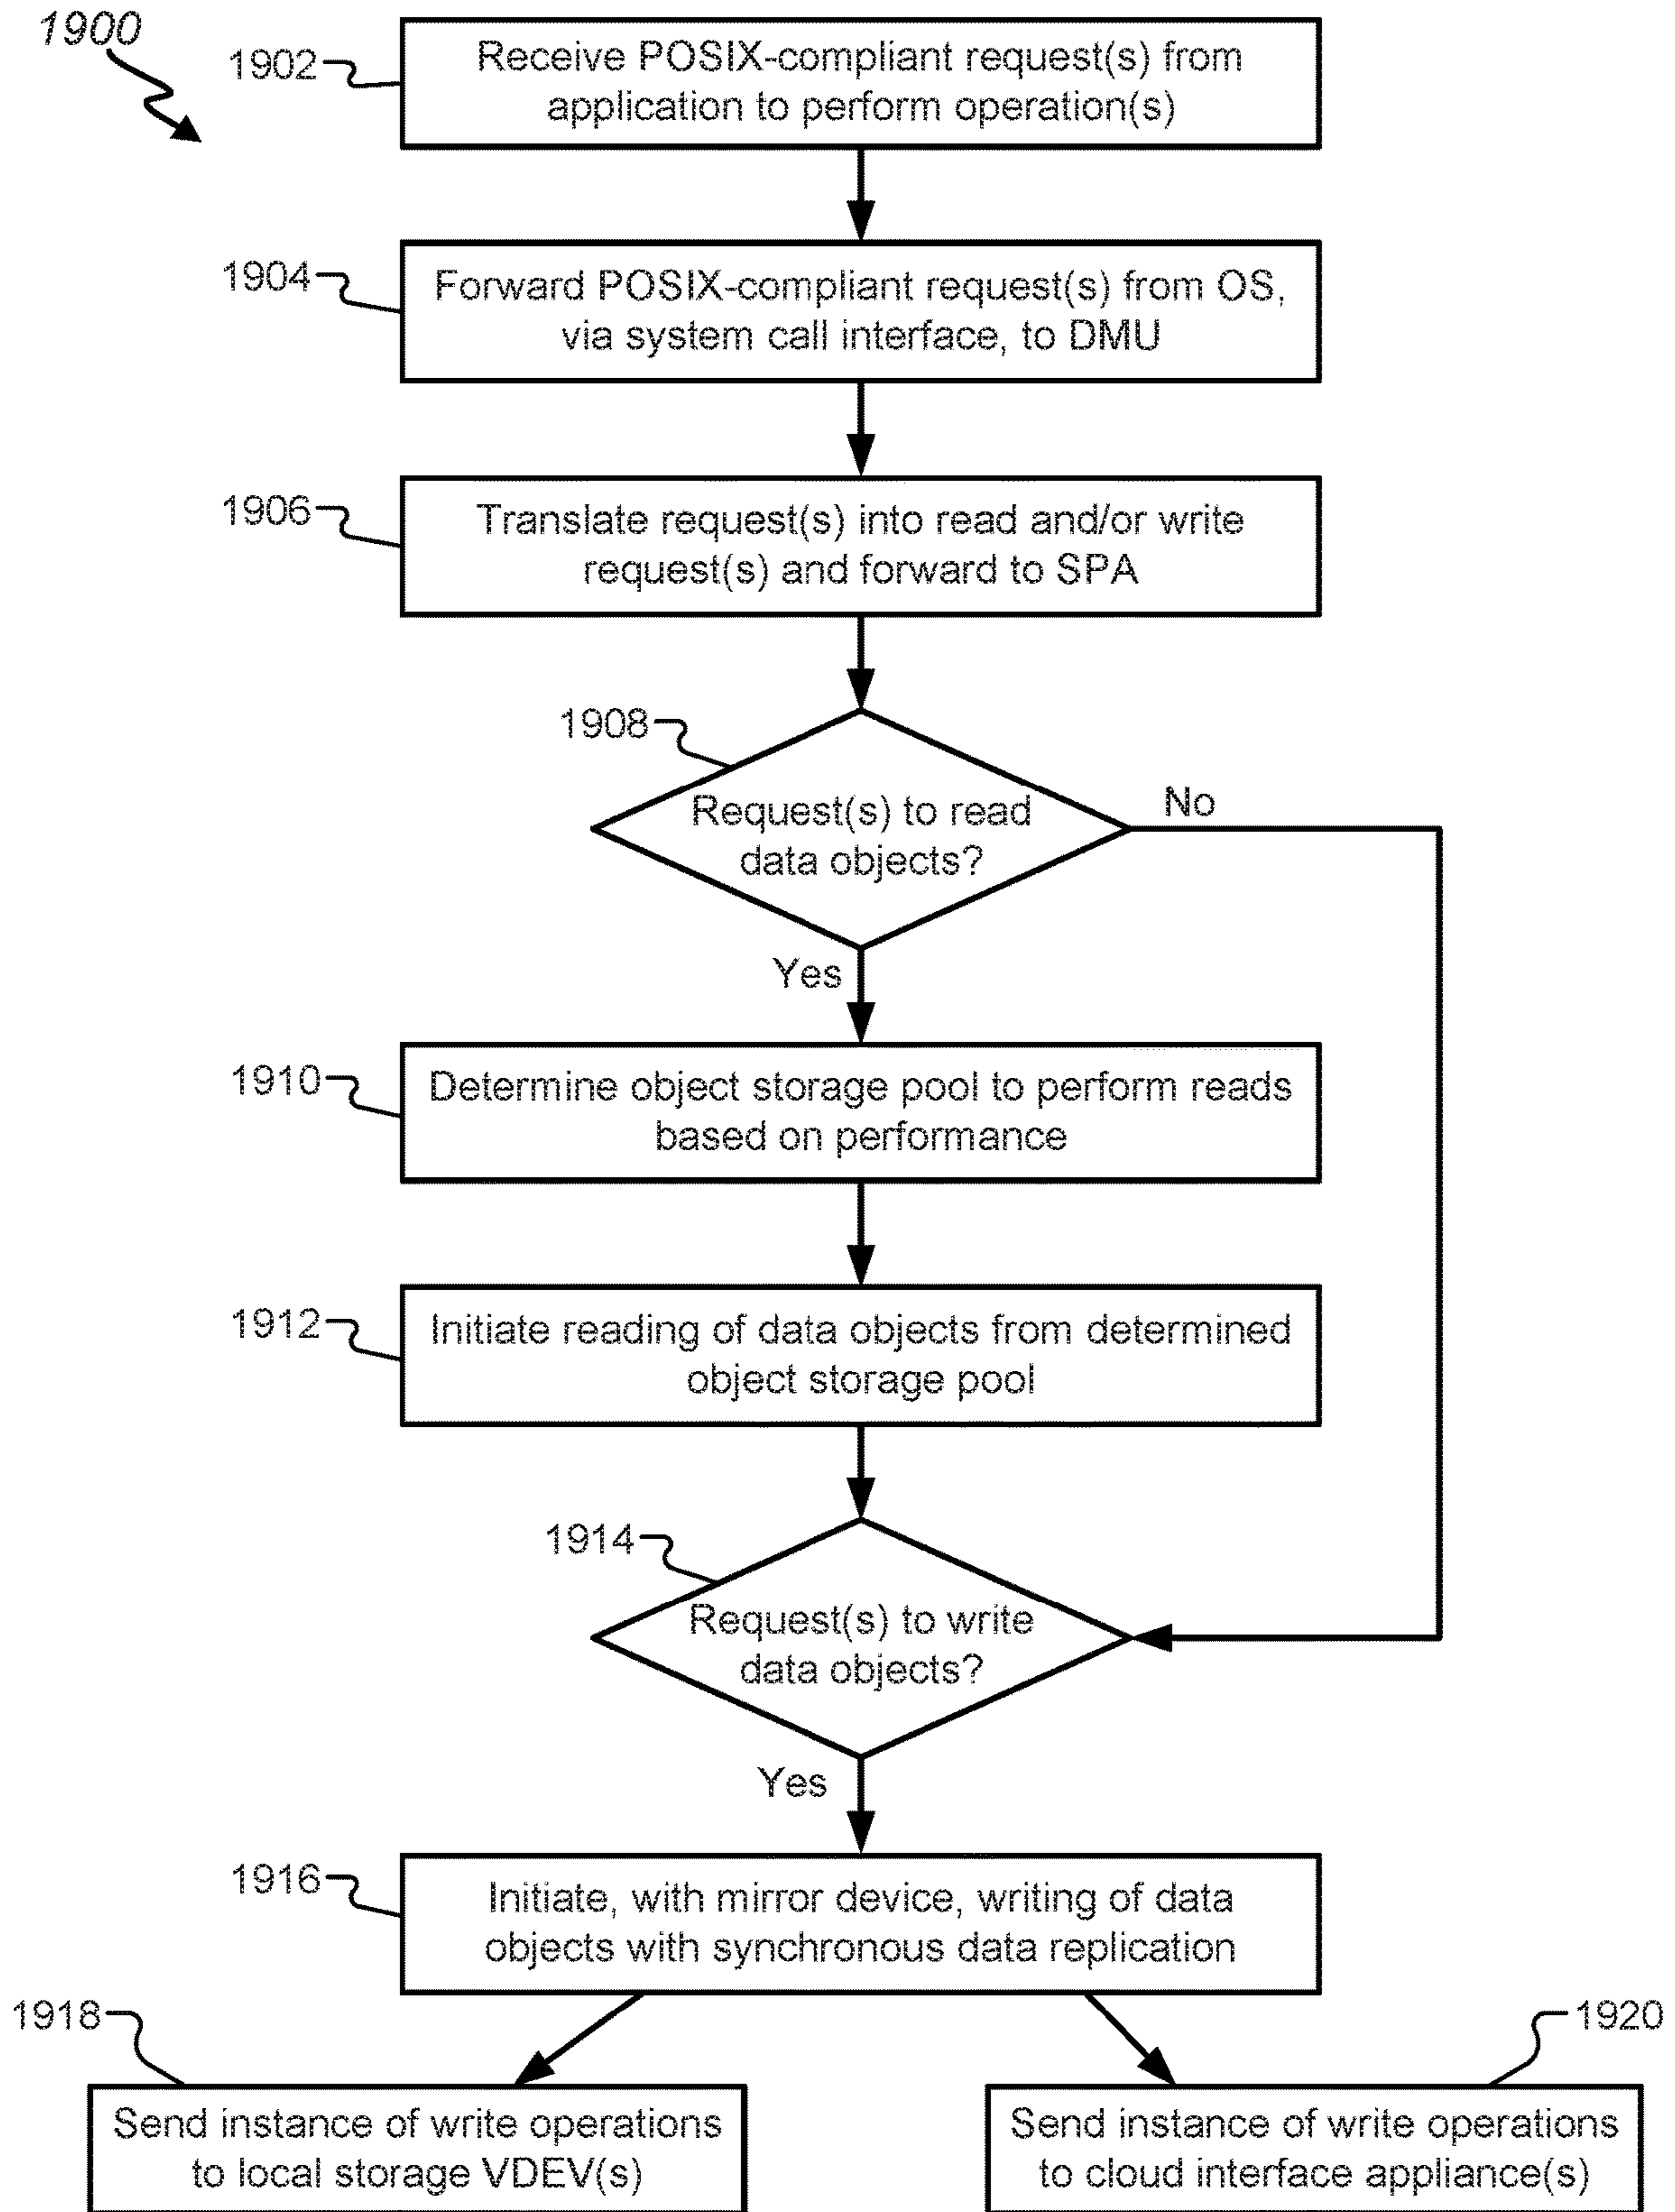 1900
1902
Receive POSIX-compliant request(s) from
application to perform operation(s)
1904
Forward POSIX-compliant request(s) from OS,
via system call interface, to DMU
1906
Translate request(s) into read and/or write
request(s) and forward to SPA
1908
Request(s) to read
data objects?
No
Yes
1910
Determine object storage pool to perform reads
based on performance
1912
Initiate reading of data objects from determined
object storage pool
1914
Request(s) to write
data objects?
Yes
1916
Initiate, with mirror device, writing of data
objects with synchronous data replication
1918
1920
Send instance of write operations
to local storage VDEV(s)
Send instance of write operations
to cloud interface appliance(s)